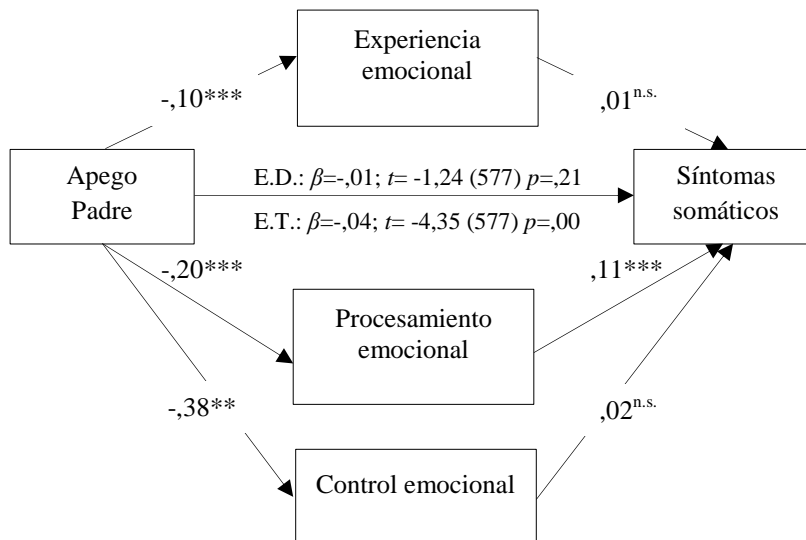 Experiencia
emocional
-,10***
,01n.s.
Apego
Padre
E.D.: β=-,01; t= -1,24 (577) p=,21
E.T.: β=-,04; t= -4,35 (577) p=,00
Síntomas
somáticos
-,20***
,11***
Procesamiento
emocional
-,38**
,02n.s.
Control emocional